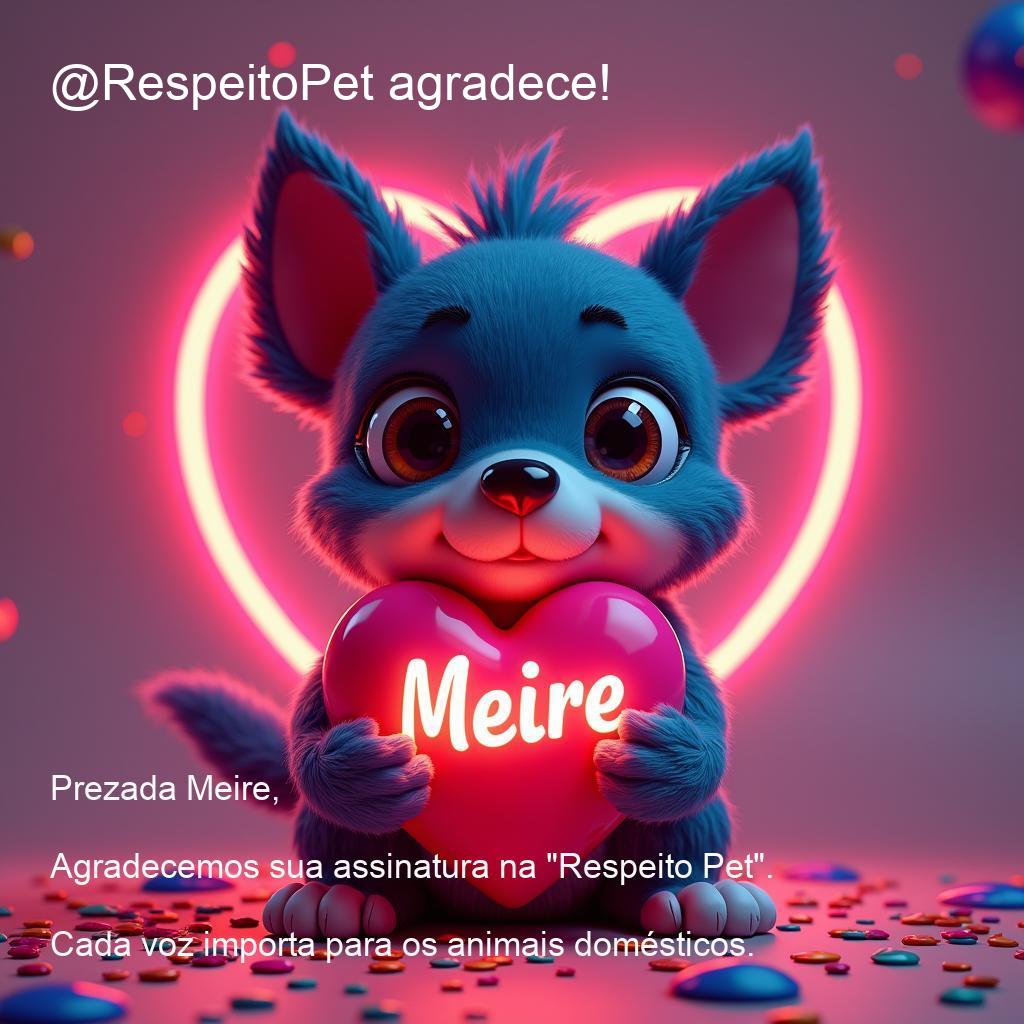 @RespeitoPet agradece!
Meire
Prezada Meire,
Agradecemos sua assinatura na "Respeito Pet".
Cada voz importa para os animais domésticos.